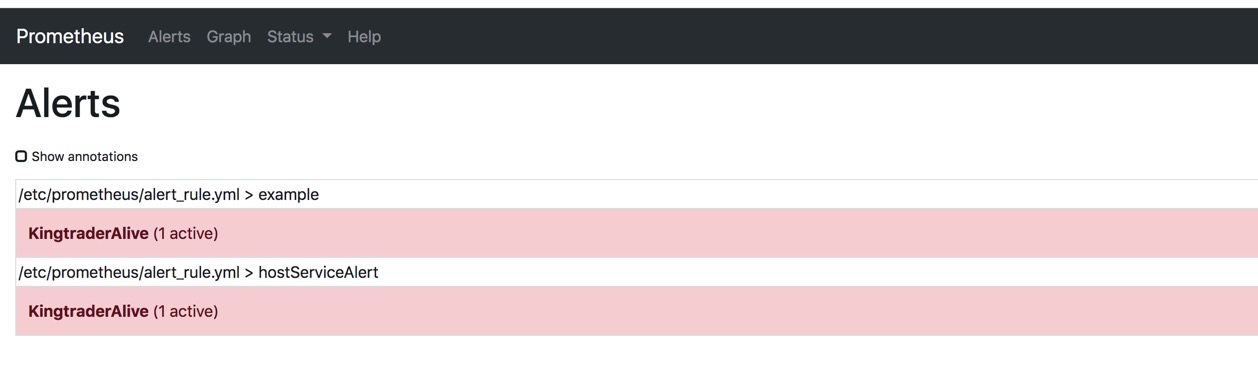 Prometheus Alerts Graph Status Help
Alerts
Show annotations
/etc/prometheus/alert_rule.yml > example
KingtraderAlive (1 active)
/etc/prometheus/alert_rule.yml > hostServiceAlert
KingtraderAlive (1 active)